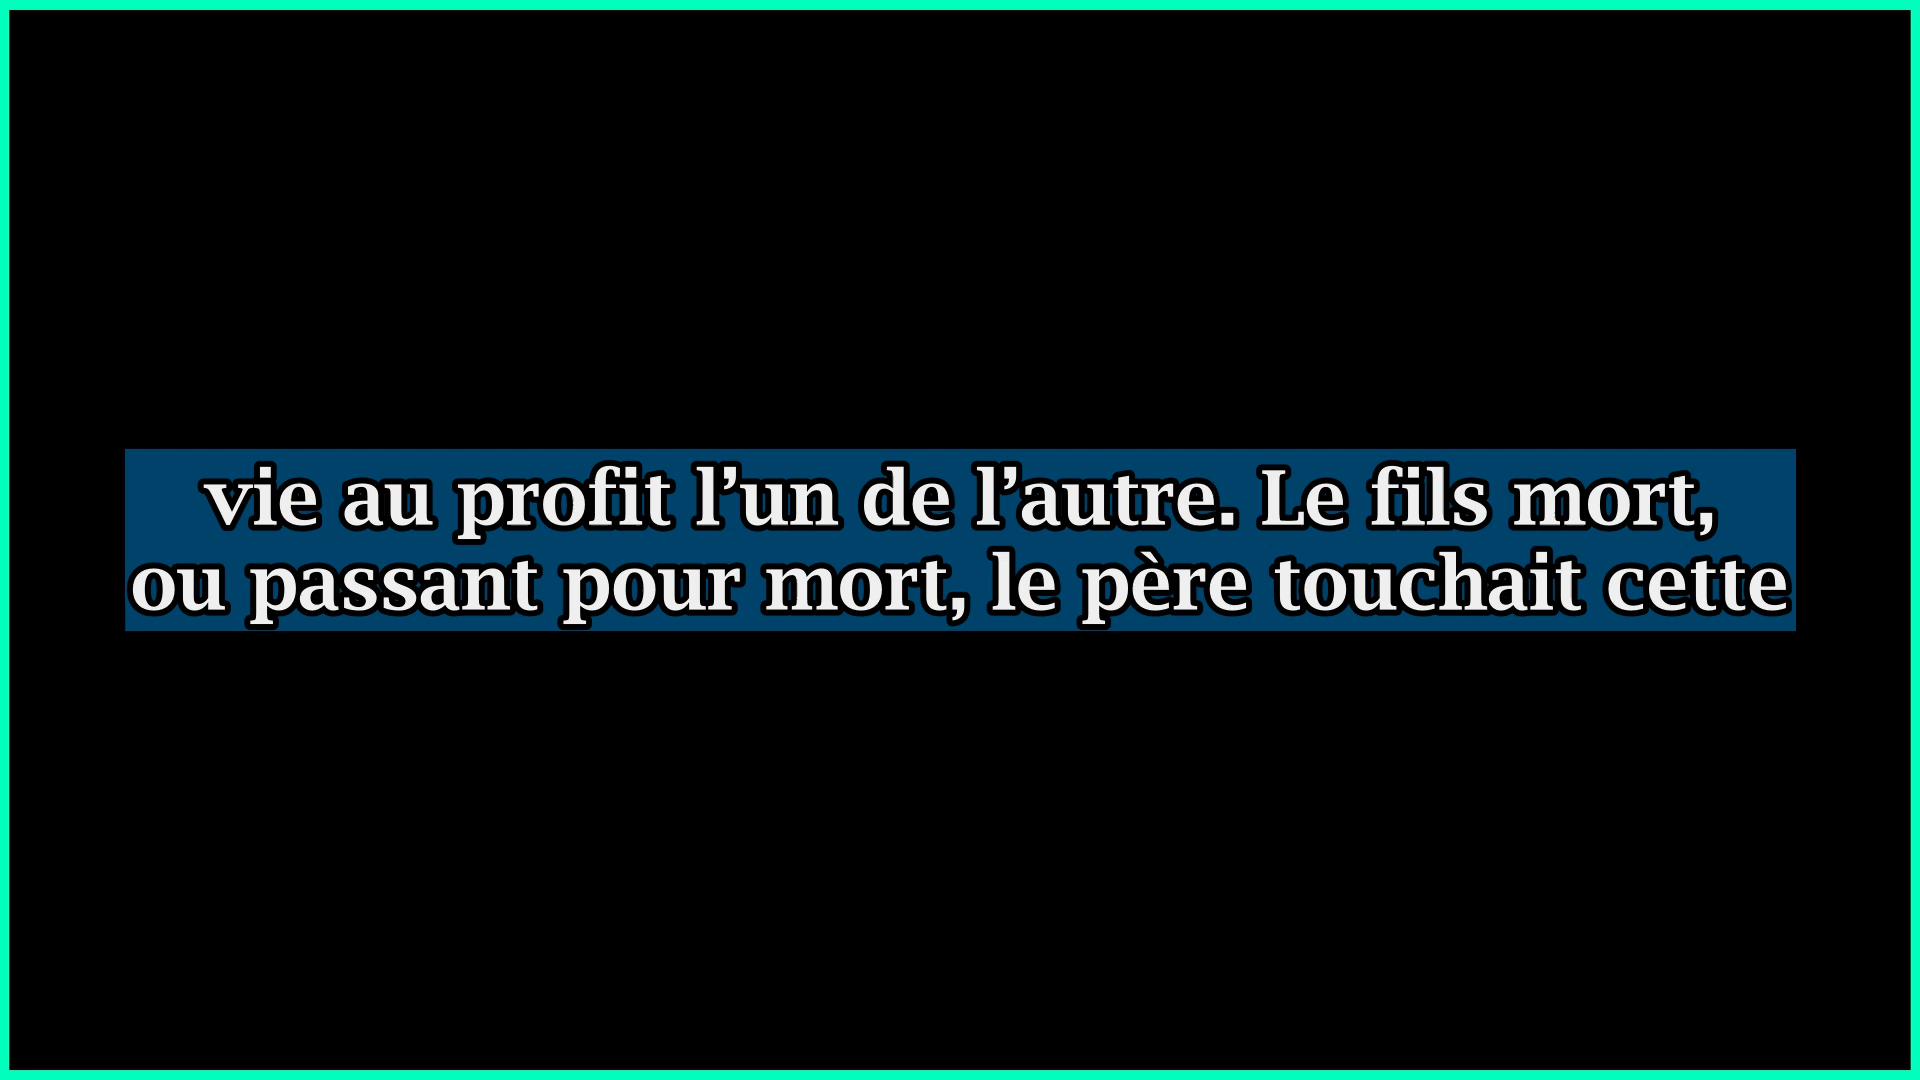 vie au profit l’un de l’autre. Le fils mort,
ou passant pour mort, le père touchait cette